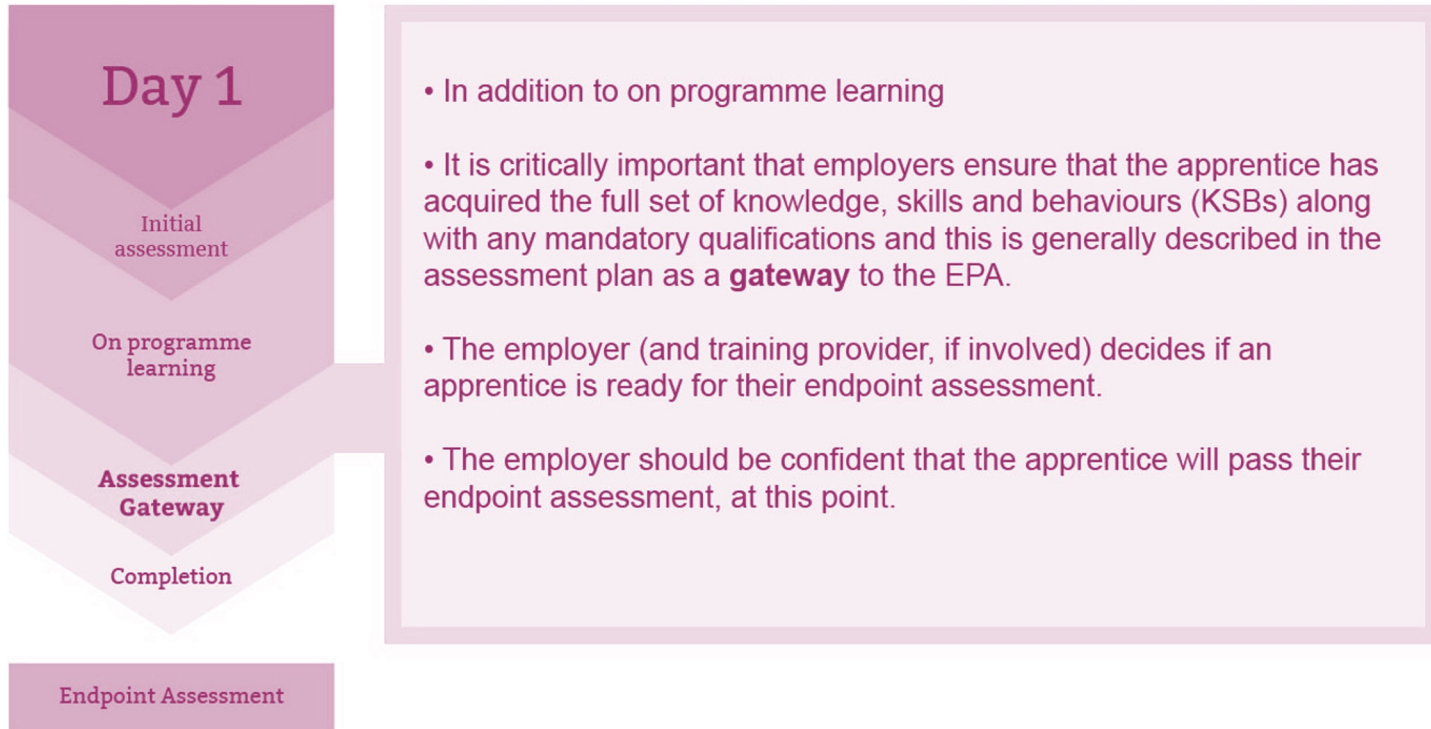 Day 1
Initial
assessment
On programme
learning
Assessment
Gateway
Completion
Endpoint Assessment
• In addition to on programme learning
• It is critically important that employers ensure that the apprentice has
acquired the full set of knowledge, skills and behaviours (KSBs) along
with any mandatory qualifications and this is generally described in the
assessment plan as a gateway to the EPA.
• The employer (and training provider, if involved) decides if an
apprentice is ready for their endpoint assessment.
• The employer should be confident that the apprentice will pass their
endpoint assessment, at this point.